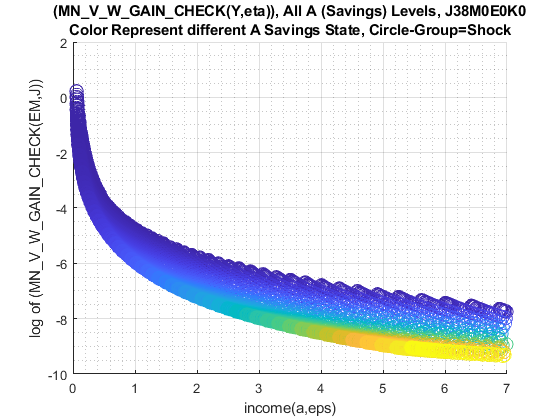 (MN_V_W_GAIN_CHECK(Y,eta)), All A (Savings) Levels, J38M0E0K0
Color Represent different A Savings State, Circle-Group=Shock
2
0
-2
-4
-6
-8
-10
log of (MN_V_W_GAIN_CHECK(EM,J))
0 1 2 3 4 5 6 7
income(a,eps)